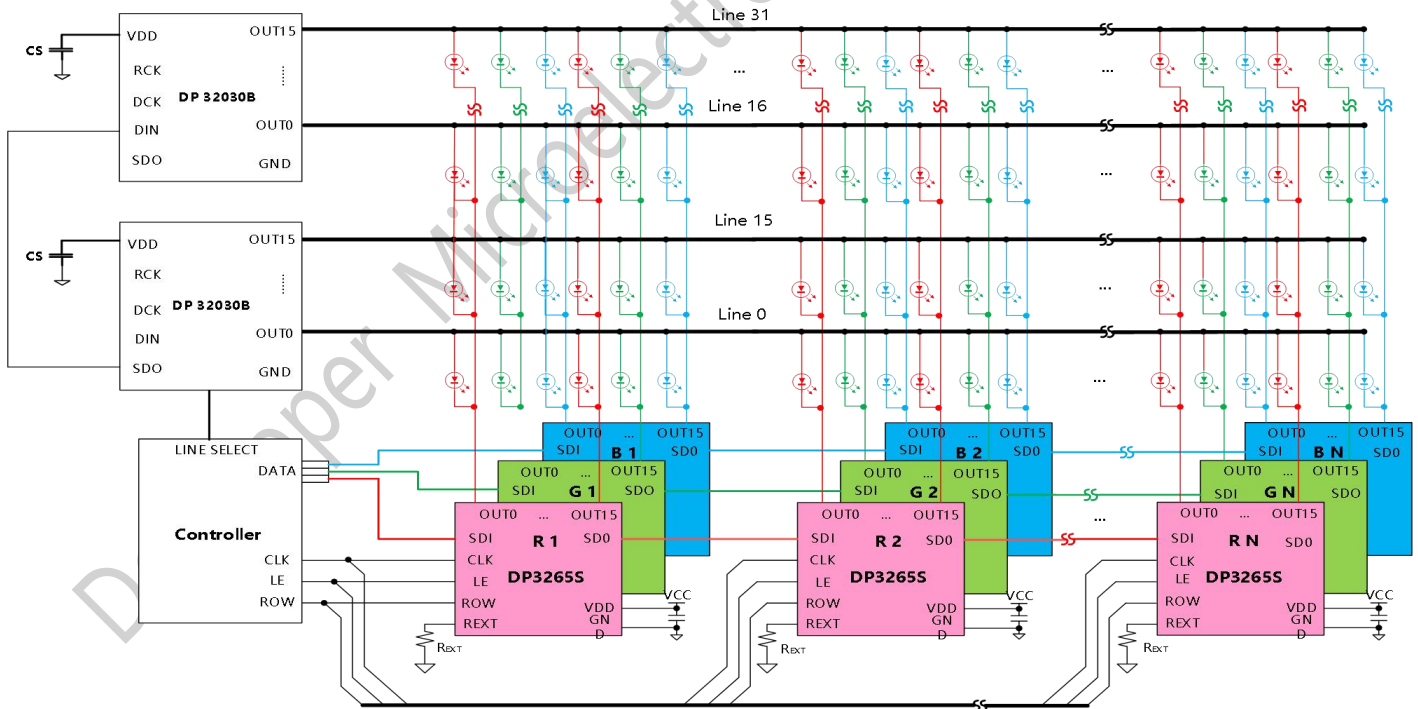 Line 31
VDD
OUT15
CS
RCK
DCK
DP 32030B
DIN
OUT0
SDO
GND
...
...
Line 16
...
...
Line 15
VDD
OUT15
CS
RCK
DCK
DP 32030B
DIN
OUT0
SDO
GND
...
...
Line 0
...
...
LINE SELECT
DATA
Controller
CLK
LE
ROW
OUT0 ... OUT15
SDI B 1 SD0
OUT0 ... OUT15
SDI G 1 SDO
OUT0 ... OUT15
SDI R 1 SD0
CLK
LE DP3265S
ROW VDD
GN
REXT D
VCC
REXT
OUT0 ... OUT15
SDI B 2 SD0
OUT0 ... OUT15
SDI G 2 SDO
OUT0 ... OUT15
SDI R 2 SD0
CLK
LE DP3265S
ROW VDD
GN
REXT D
VCC
REXT
...
OUT0 ... OUT15
SDI B N SD0
OUT0 ... OUT15
SDI G N SDO
OUT0 ... OUT15
SDI R N SD0
CLK
LE DP3265S
ROW VDD
GN
REXT D
VCC
REXT